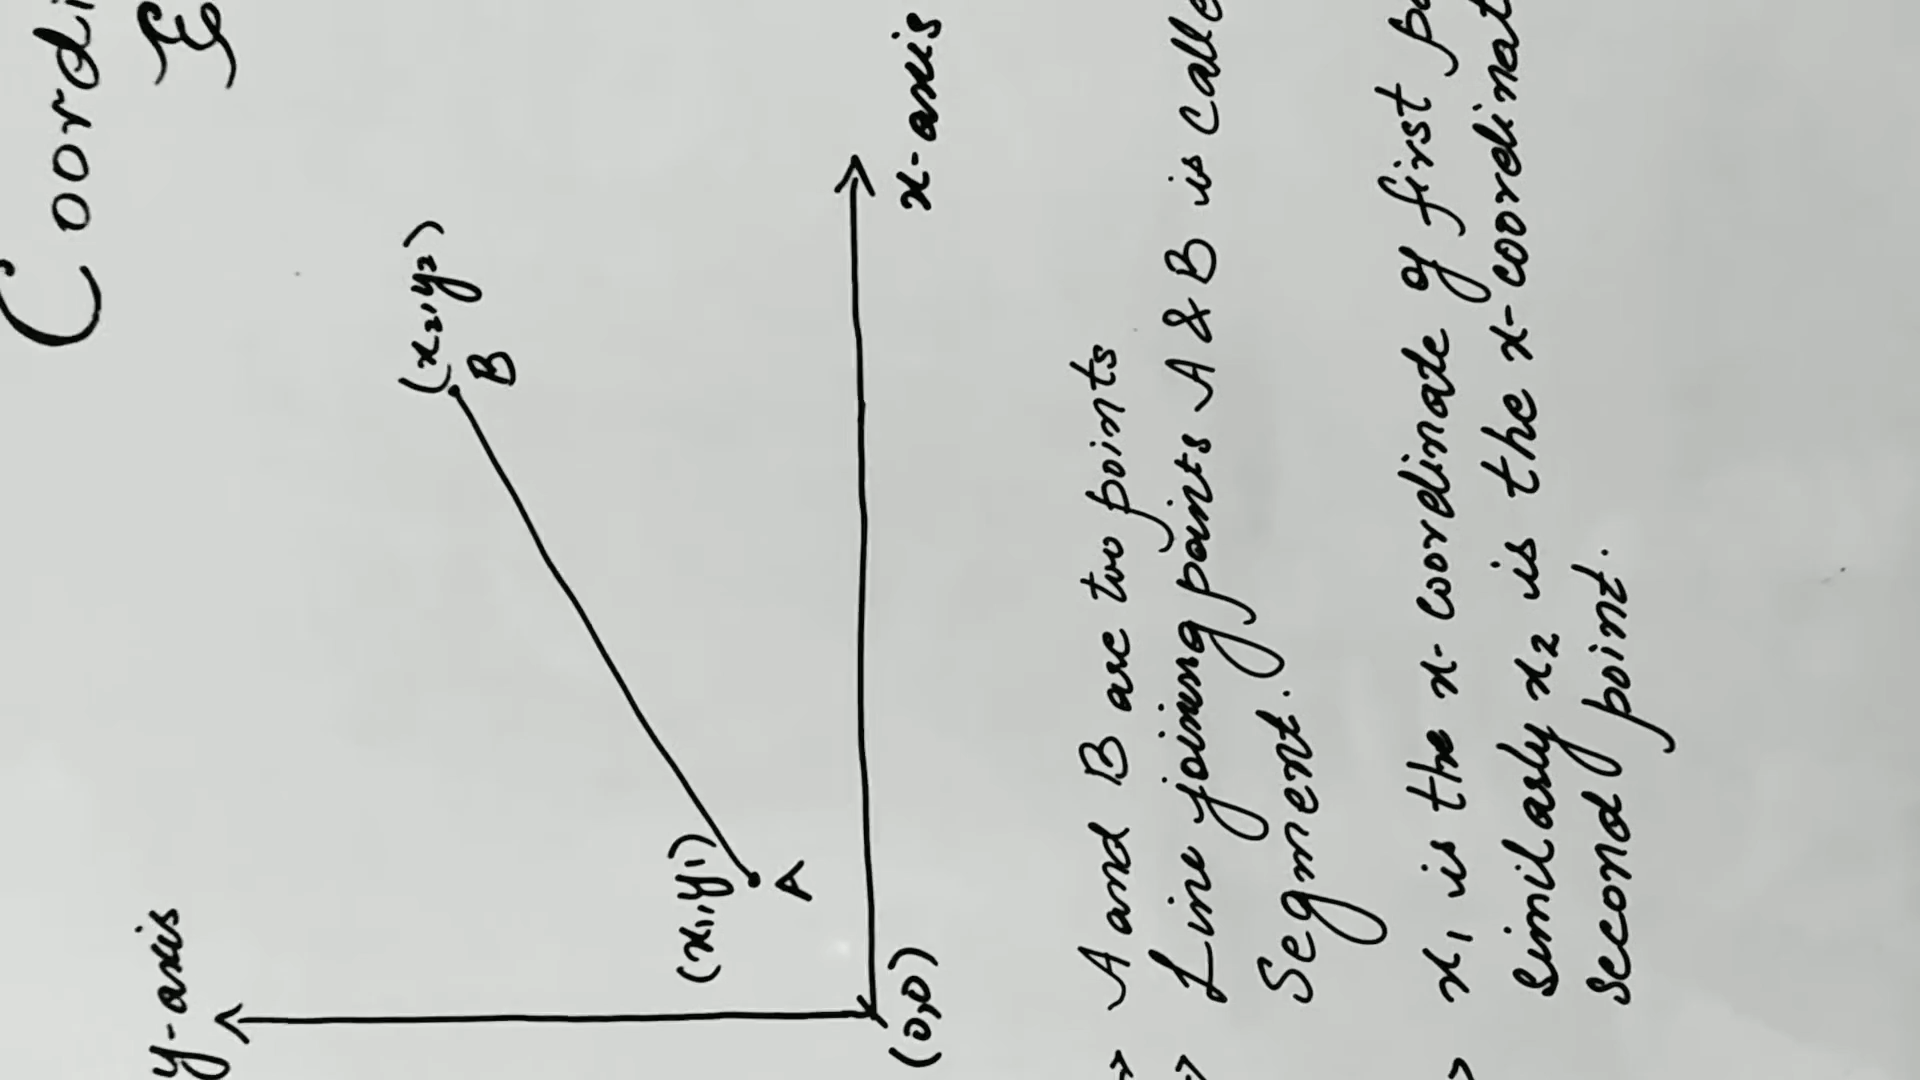 Coordi
y-axis
(x₂,y₂)
B
(x₁,y₁)
A
(0,0)
x-axis
⇒ A and B are two points
⇒ Line joining points A & B is calle
Segment.
⇒ x₁ is the x-coordinate of first po
similarly x₂ is the x-coordinat
second point.